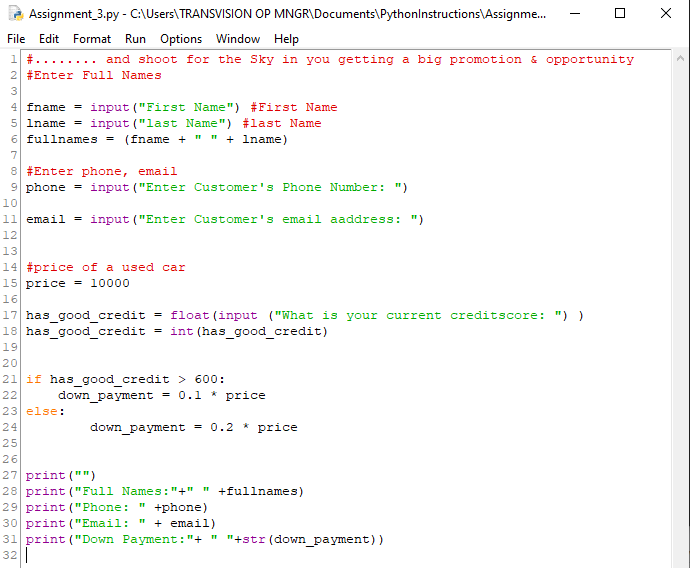 Assignment_3.py - C:\Users\TRANSVISION OP MNGR\Documents\PythonInstructions\Assignme...
File Edit Format Run Options Window Help
1 #........ and shoot for the Sky in you getting a big promotion & opportunity
2 #Enter Full Names
3
4 fname = input("First Name") #First Name
5 lname = input("last Name") #last Name
6 fullnames = (fname + " " + lname)
7
8 #Enter phone, email
9 phone = input("Enter Customer's Phone Number: ")
10
11 email = input("Enter Customer's email aaddress: ")
12
13
14 #price of a used car
15 price = 10000
16
17 has_good_credit = float(input ("What is your current creditscore: ") )
18 has_good_credit = int(has_good_credit)
19
20
21 if has_good_credit > 600:
22     down_payment = 0.1 * price
23 else:
24         down_payment = 0.2 * price
25
26
27 print("")
28 print("Full Names:"+" " +fullnames)
29 print("Phone: " +phone)
30 print("Email: " + email)
31 print("Down Payment:"+ " "+str(down_payment))
32